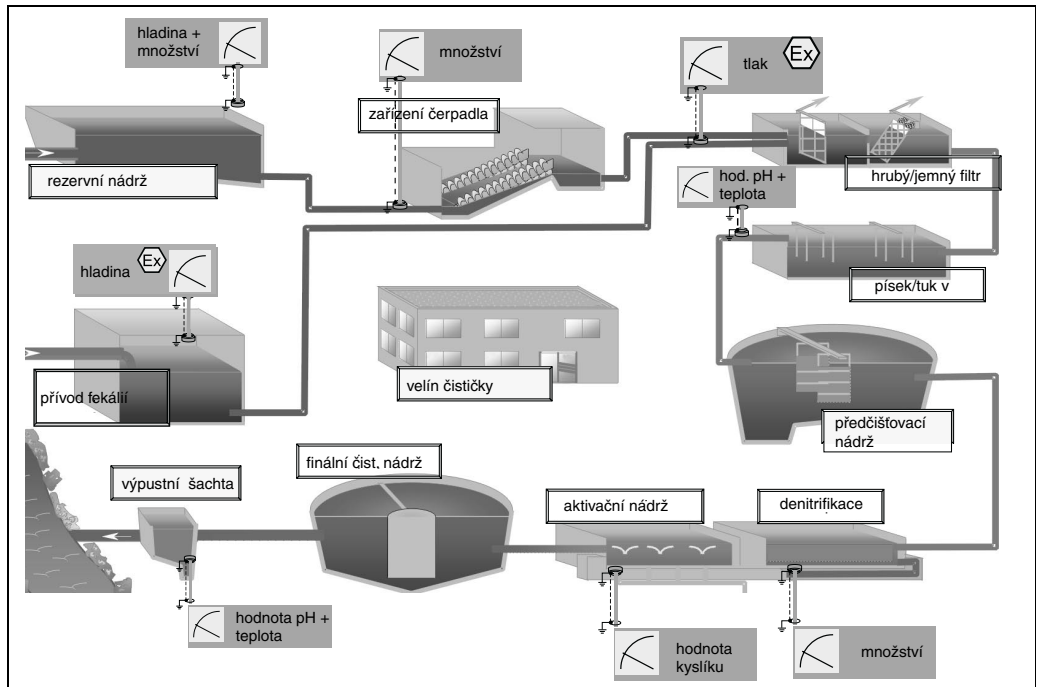 hladina +
množství
množství
tlak
Ex
zařízení čerpadla
rezervní nádrž
hod. pH +
teplota
hrubý/jemný filtr
hladina
Ex
písek/tuk v
přívod fekálií
velín čističky
předčišťovací
nádrž
výpustní šachta
finální čist, nádrž
aktivační nádrž
denitrifikace
hodnota pH +
teplota
hodnota
kyslíku
množství